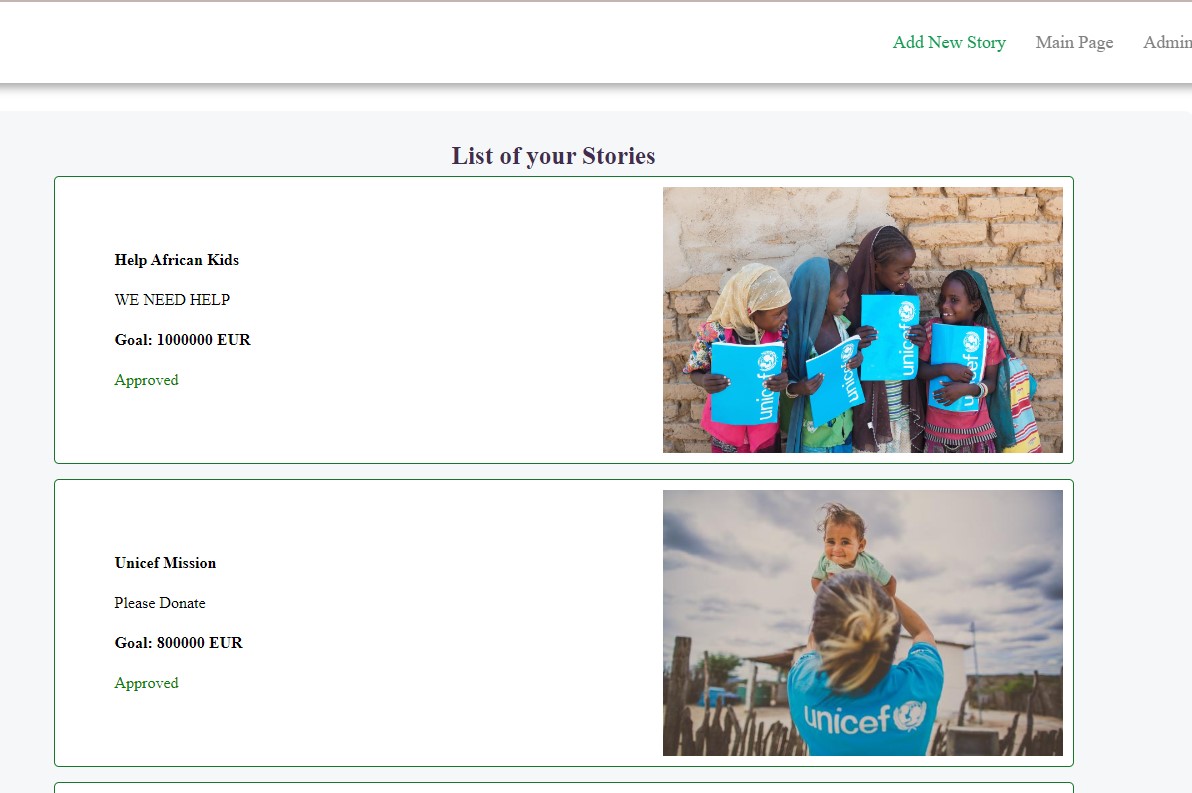 Add New Story Main Page Admin
List of your Stories
Help African Kids
WE NEED HELP
Goal: 1000000 EUR
Approved
unicef
unicef
unicef
unicef
Unicef Mission
Please Donate
Goal: 800000 EUR
Approved
unicef